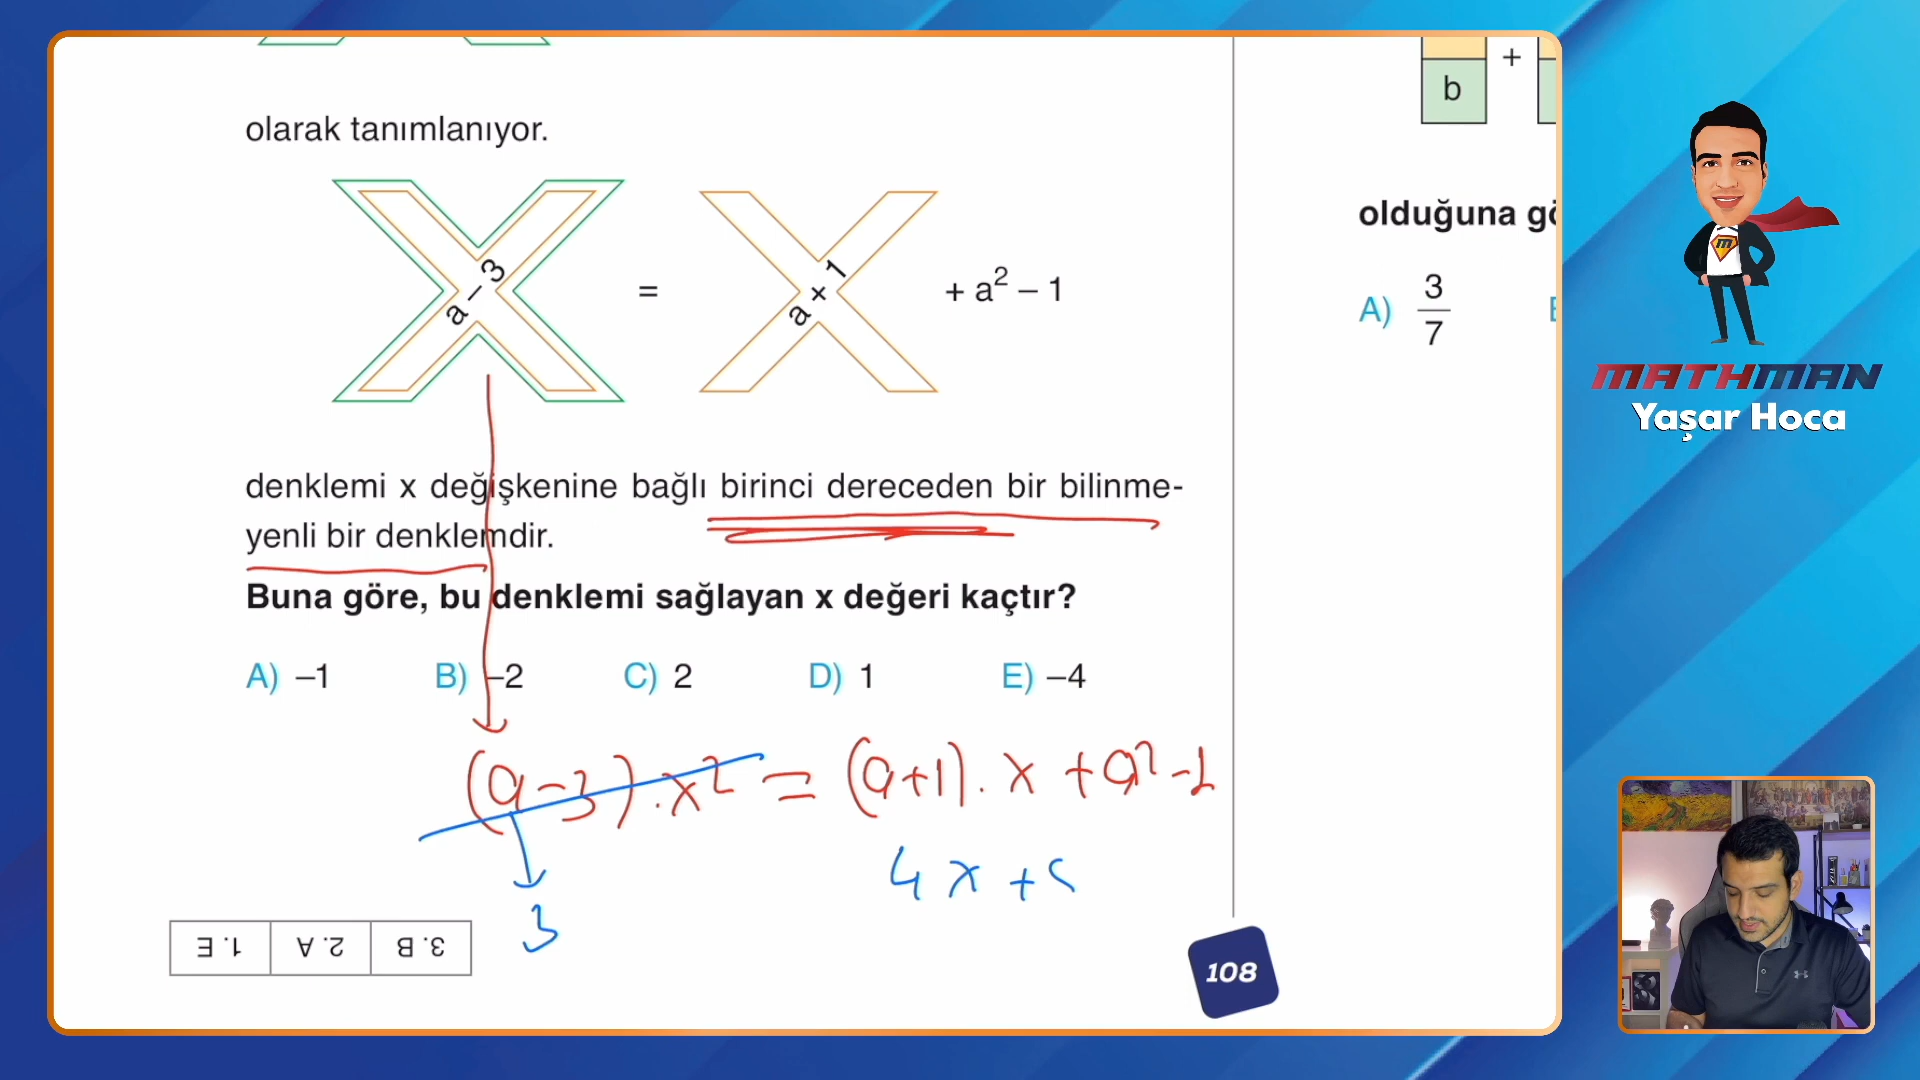 b +
olarak tanımlanıyor.
a – 3 = a + 1 + a² – 1
denklemi x değişkenine bağlı birinci dereceden bir bilinme-
yenli bir denklemdir.
Buna göre, bu denklemi sağlayan x değeri kaçtır?
A) –1 B) –2 C) 2 D) 1 E) –4
(a-3).x² = (a+1).x + a² -1
4x +
3
1. E 2. A 3. B
108
olduğuna gö
A) 3/7
MATHMAN
Yaşar Hoca
m